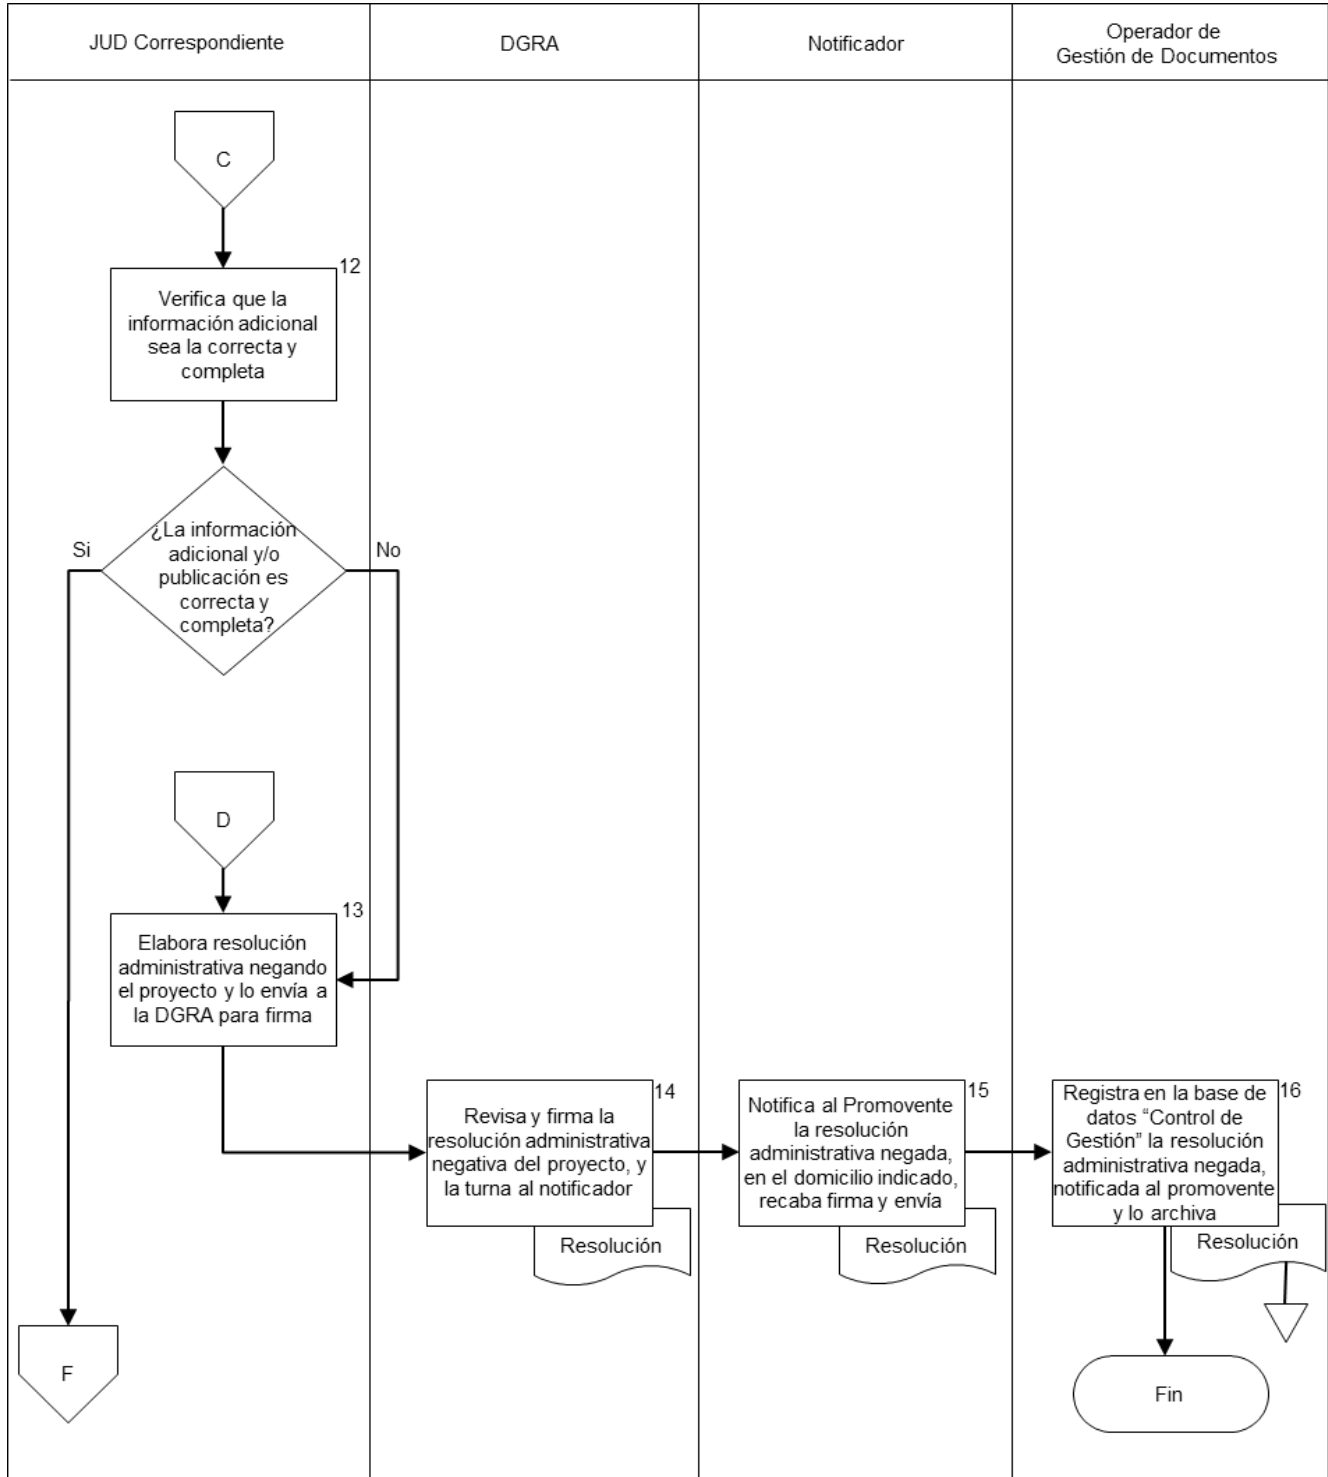 JUD Correspondiente
DGRA
Notificador
Operador de
Gestión de Documentos
C
12
Verifica que la
información adicional
sea la correcta y
completa
¿La información
adicional y/o
publicación es
correcta y
completa?
Si
No
D
13
Elabora resolución
administrativa negando
el proyecto y lo envía a
la DGRA para firma
14
Revisa y firma la
resolución administrativa
negativa del proyecto, y
la turna al notificador
Resolución
15
Notifica al Promovente
la resolución
administrativa negada,
en el domicilio indicado,
recaba firma y envía
Resolución
16
Registra en la base de
datos “Control de
Gestión” la resolución
administrativa negada,
notificada al promovente
y lo archiva
Resolución
F
Fin